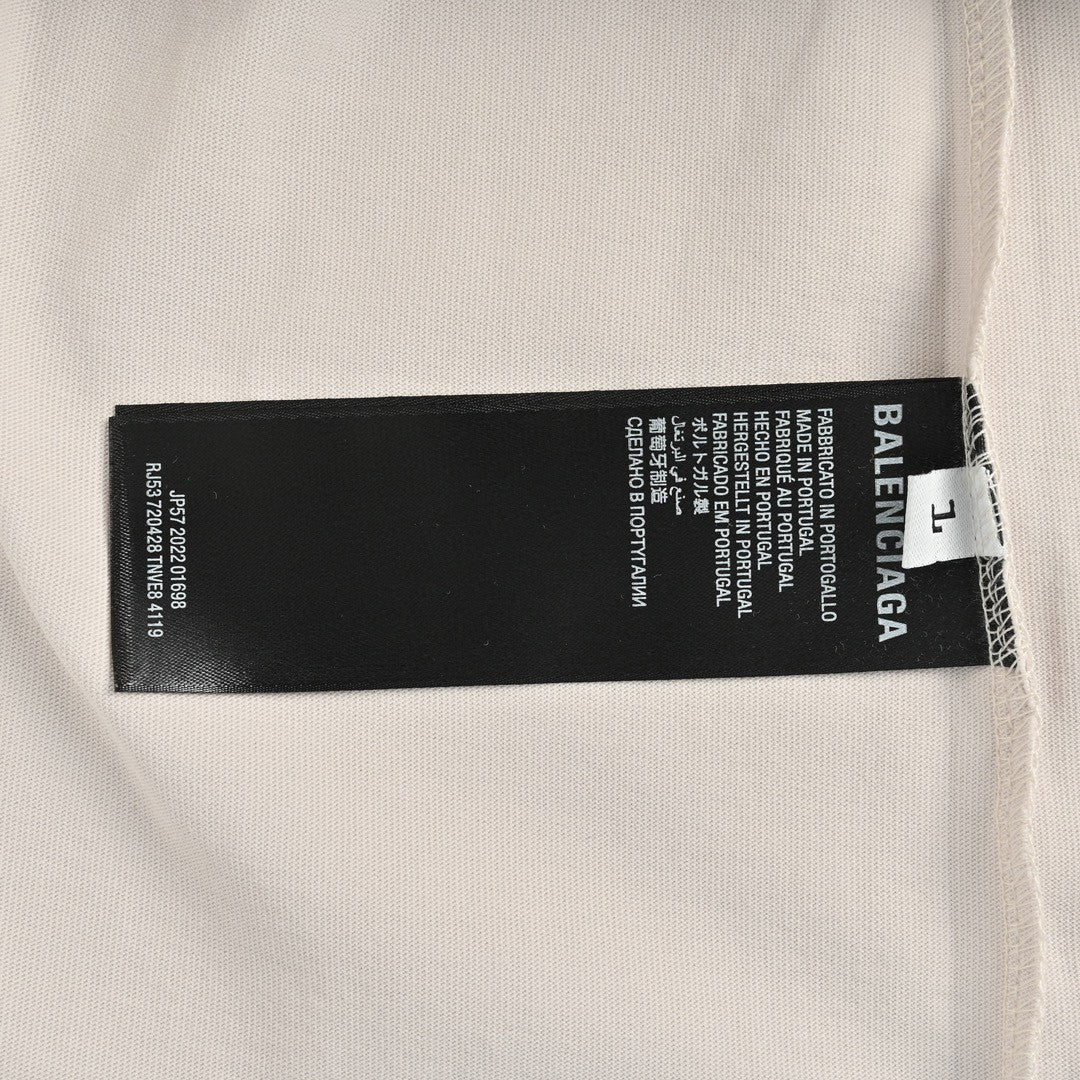 BALENCIAGA
1
FABBRICATO IN PORTOGALLO
MADE IN PORTUGAL
FABRIQUÉ AU PORTUGAL
HECHO EN PORTUGAL
HERGESTELLT IN PORTUGAL
FABRICADO EM PORTUGAL
ポルトガル製
صنع في البرتغال
葡萄牙制造
СДЕЛАНО В ПОРТУГАЛИИ
JP57 2022 01698
RJ53 720428 TNVE8 4119